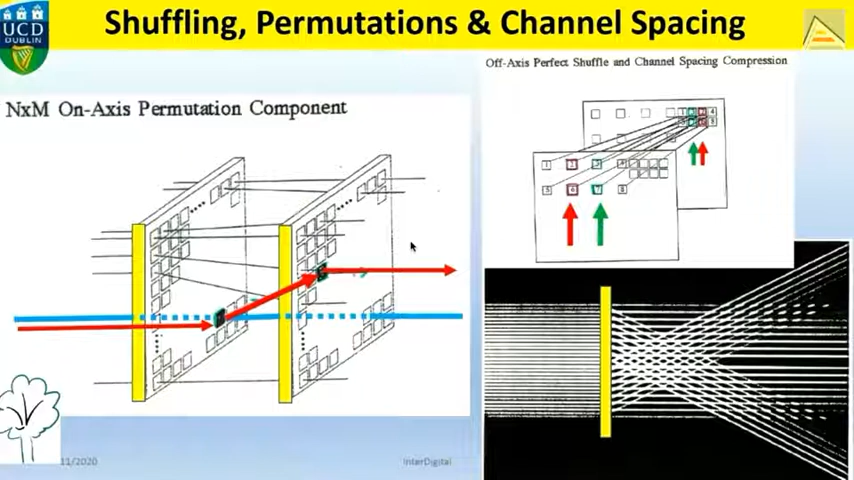 Shuffling, Permutations & Channel Spacing
UCD
DUBLIN
Off-Axis Perfect Shuffle and Channel Spacing Compression
NxM On-Axis Permutation Component
1 2 3 4
5 6 7 8
11/2020
InterDigital